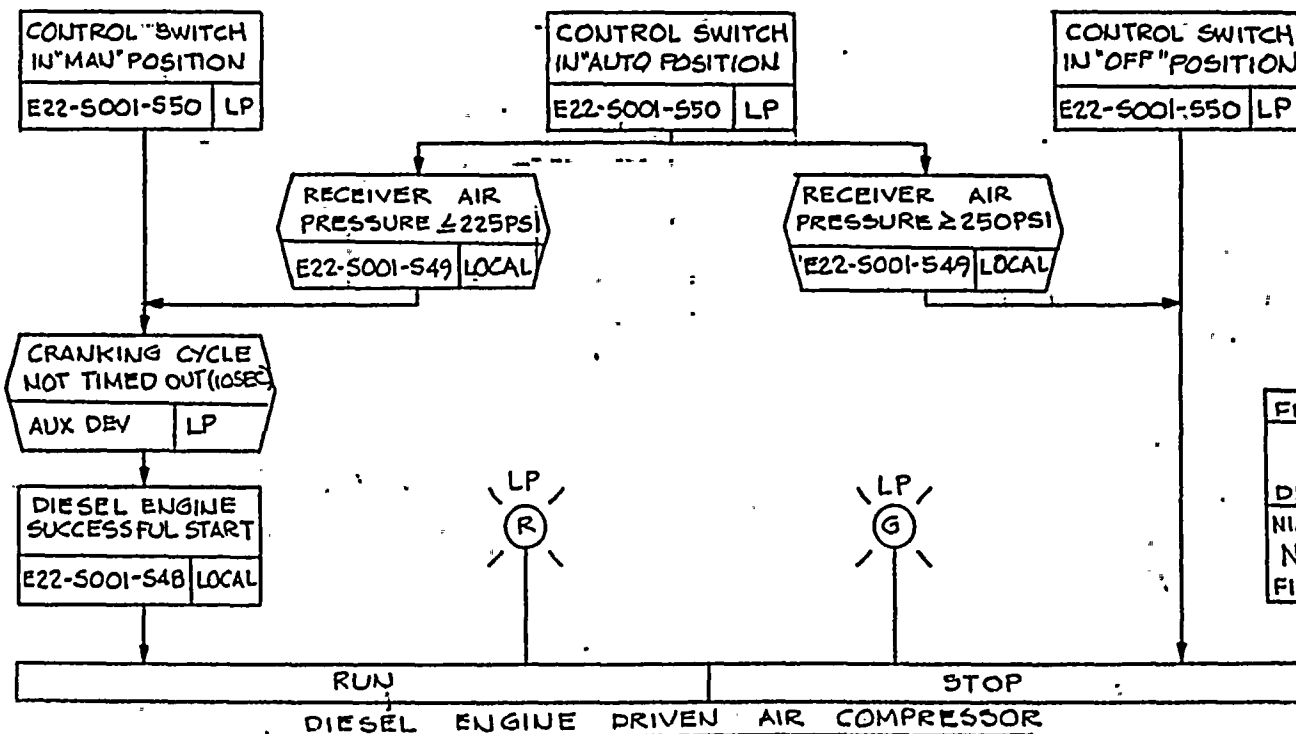 CONTROL SWITCH
IN "MAN" POSITION
E22-S001-S50 LP
CONTROL SWITCH
IN "AUTO POSITION
E22-S001-S50 LP
CONTROL SWITCH
IN "OFF" POSITION
E22-S001-S50 LP
RECEIVER AIR
PRESSURE ≤225PSI
E22-S001-S49 LOCAL
RECEIVER AIR
PRESSURE ≥250PSI
E22-S001-S49 LOCAL
CRANKING CYCLE
NOT TIMED OUT (10SEC)
AUX DEV LP
DIESEL ENGINE
SUCCESSFUL START
E22-S001-S48 LOCAL
LP
R
LP
G
RUN
STOP
DIESEL ENGINE DRIVEN AIR COMPRESSOR